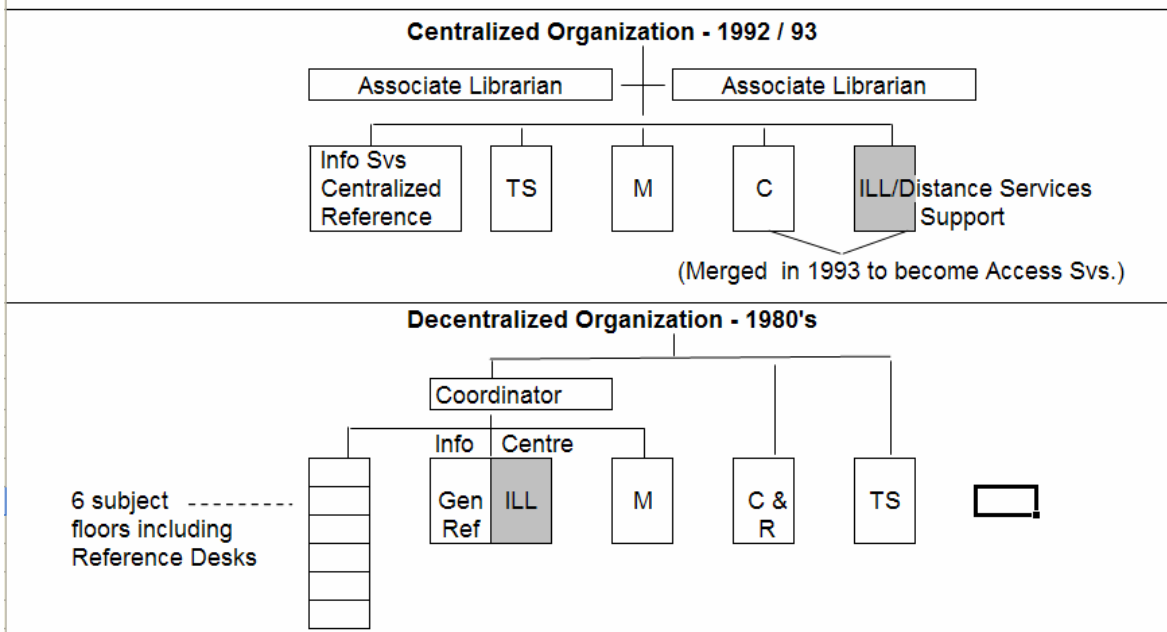 Centralized Organization - 1992 / 93
Associate Librarian
Associate Librarian
Info Svs
Centralized
Reference
TS
M
C
ILL/Distance Services
Support
(Merged in 1993 to become Access Svs.)
Decentralized Organization - 1980's
Coordinator
Info Centre
6 subject
floors including
Reference Desks
Gen
Ref
ILL
M
C &
R
TS